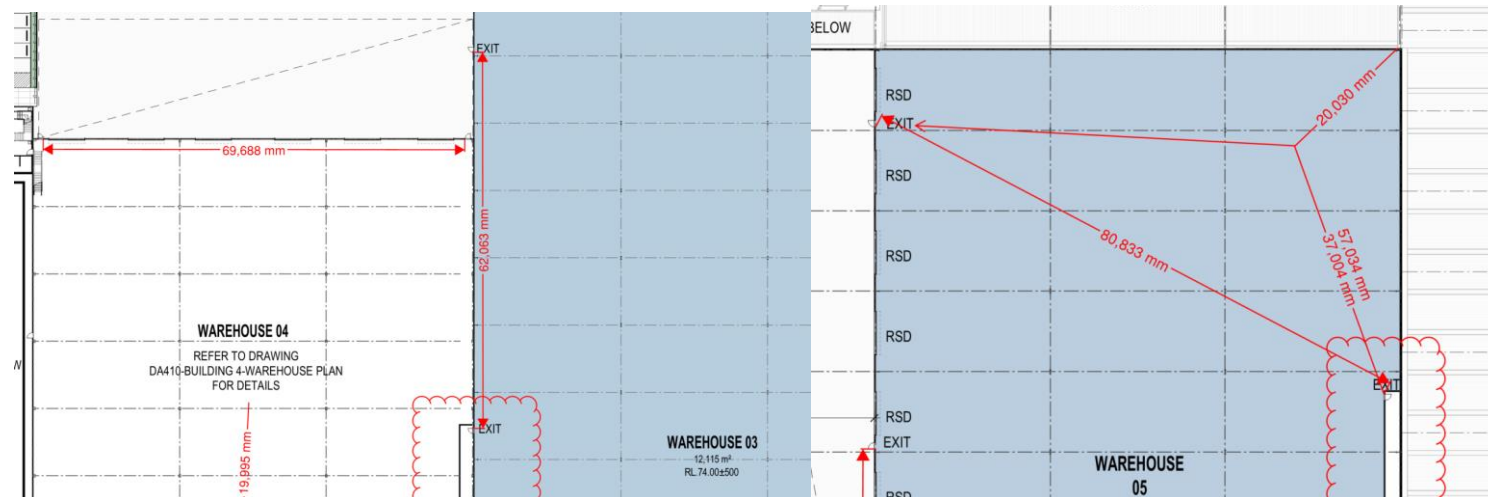 EXIT
69,688 mm
62,063 mm
WAREHOUSE 04
REFER TO DRAWING
DA410-BUILDING 4-WAREHOUSE PLAN
FOR DETAILS
19,995 mm
EXIT
WAREHOUSE 03
12,115 m²
RL.74.00±500
BELOW
RSD
EXIT
20,030 mm
RSD
RSD
80,833 mm
57,034 mm
37,004 mm
RSD
EXIT
RSD
EXIT
WAREHOUSE
05
RSD